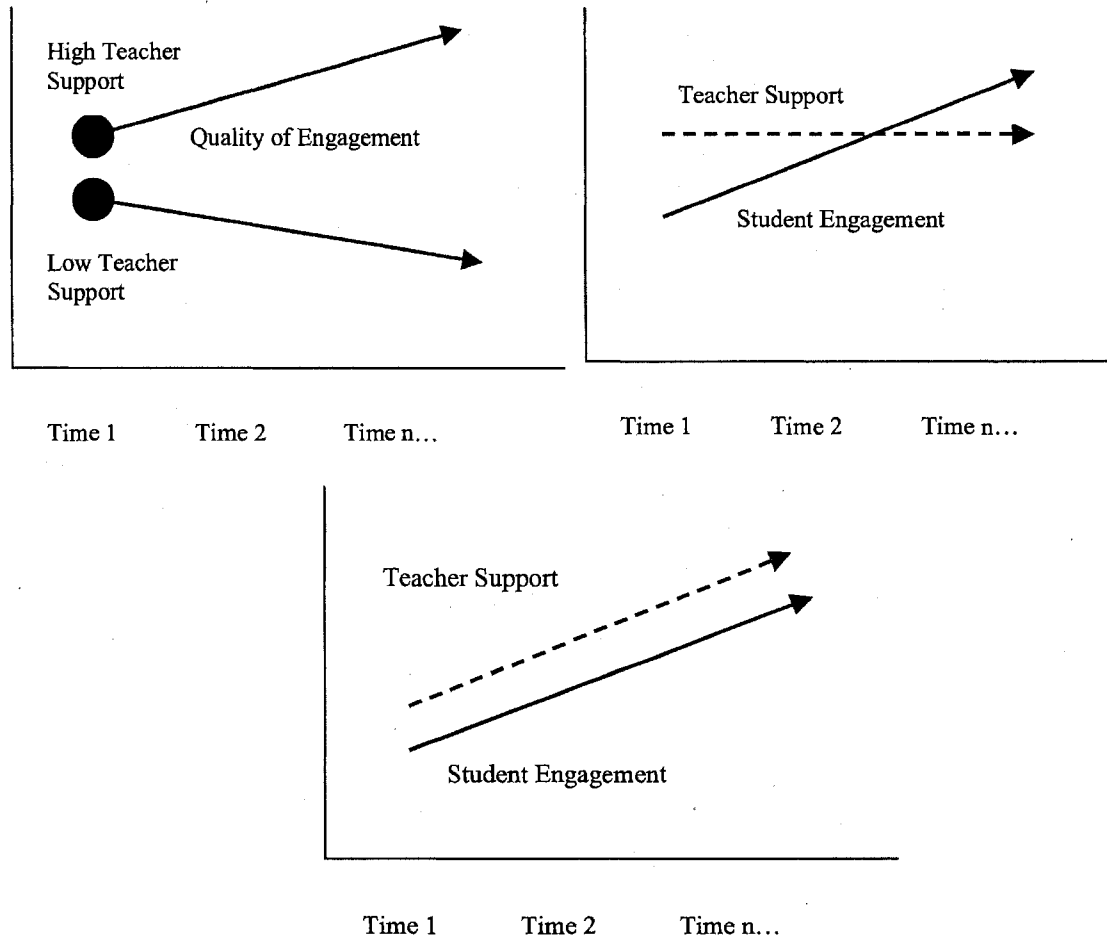 High Teacher
Support
Quality of Engagement
Low Teacher
Support
Time 1 Time 2 Time n...
Teacher Support
Student Engagement
Time 1 Time 2 Time n...
Teacher Support
Student Engagement
Time 1 Time 2 Time n...